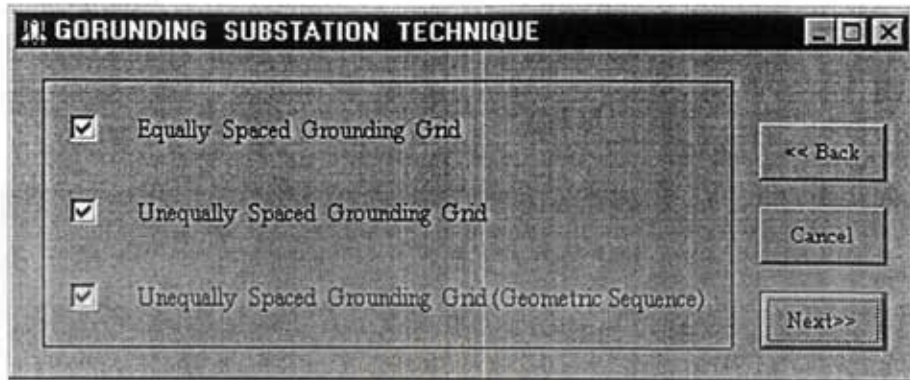 GORUNDING SUBSTATION TECHNIQUE
Equally Spaced Grounding Grid
Unequally Spaced Grounding Grid
Unequally Spaced Grounding Grid (Geometric Sequence)
<< Back
Cancel
Next>>